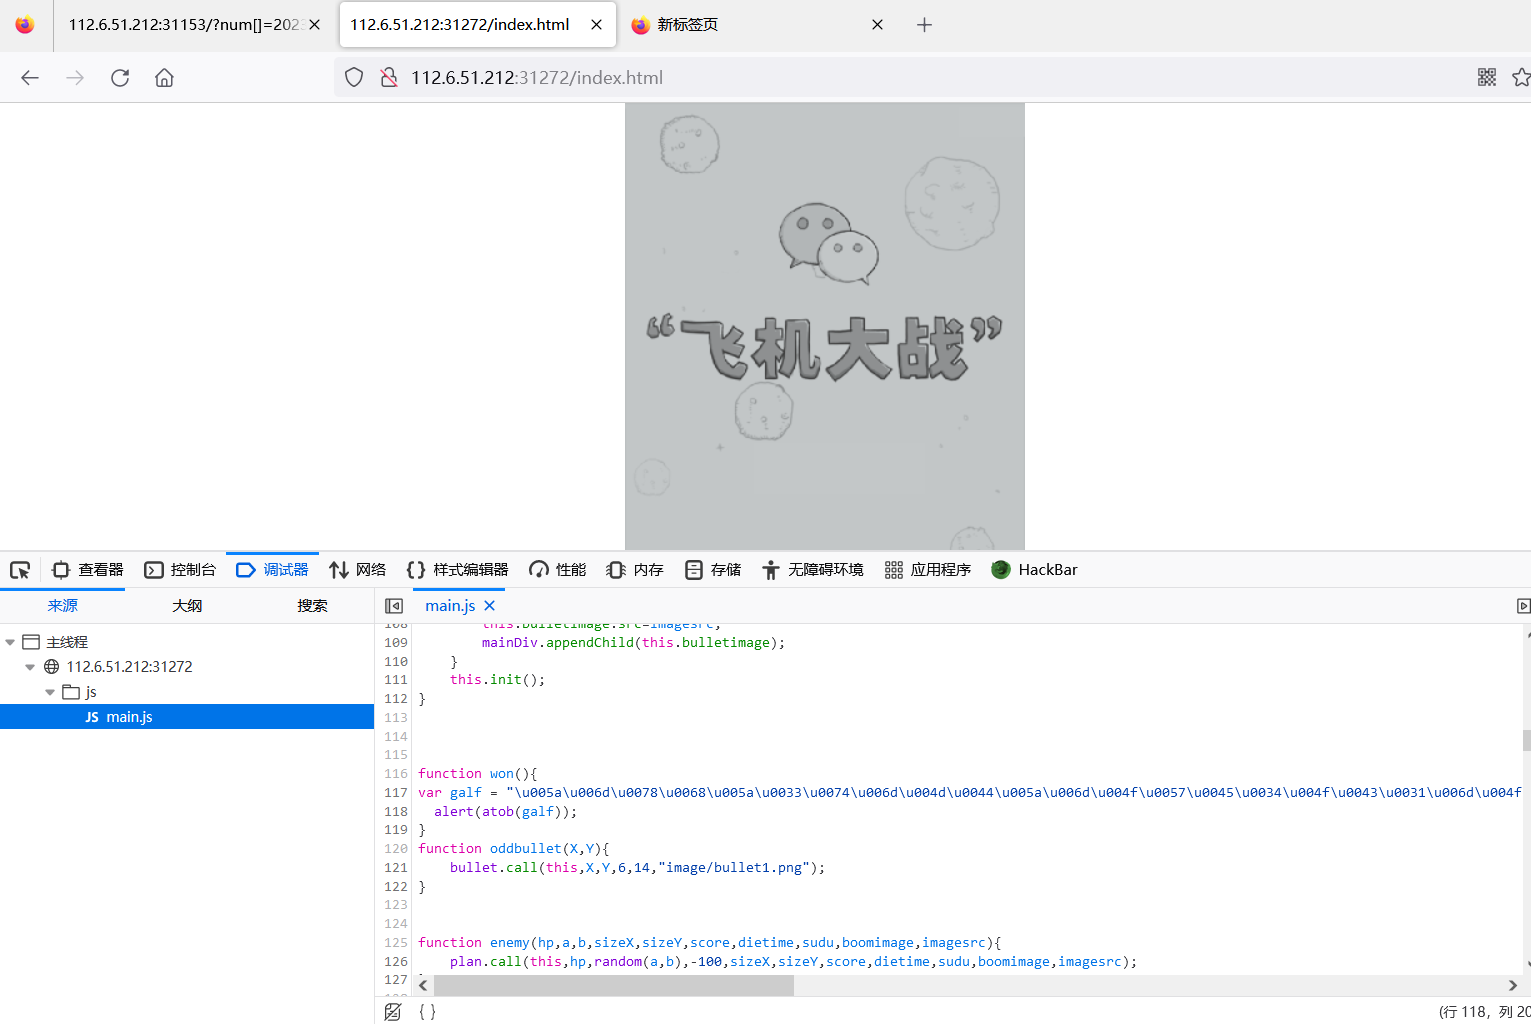 112.6.51.212:31153/?num[]=202
112.6.51.212:31272/index.html
新标签页
112.6.51.212:31272/index.html
“飞机大战”
查看器 控制台 调试器 网络 样式编辑器 性能 内存 存储 无障碍环境 应用程序 HackBar
来源 大纲 搜索
main.js
主线程
112.6.51.212:31272
js
JS main.js
108 this.bulletimage.src=imagesrc;
109 mainDiv.appendChild(this.bulletimage);
110 }
111 this.init();
112 }
113
114
115
116 function won(){
117 var galf = "\u005a\u006d\u0078\u0068\u005a\u0033\u0074\u006d\u004d\u0044\u005a\u006d\u004f\u0057\u0045\u0034\u004f\u0043\u0031\u006d\u004f
118 alert(atob(galf));
119 }
120 function oddbullet(X,Y){
121 bullet.call(this,X,Y,6,14,"image/bullet1.png");
122 }
123
124
125 function enemy(hp,a,b,sizeX,sizeY,score,dietime,sudu,boomimage,imagesrc){
126 plan.call(this,hp,random(a,b),-100,sizeX,sizeY,score,dietime,sudu,boomimage,imagesrc);
127
{ }
(行 118，列 20